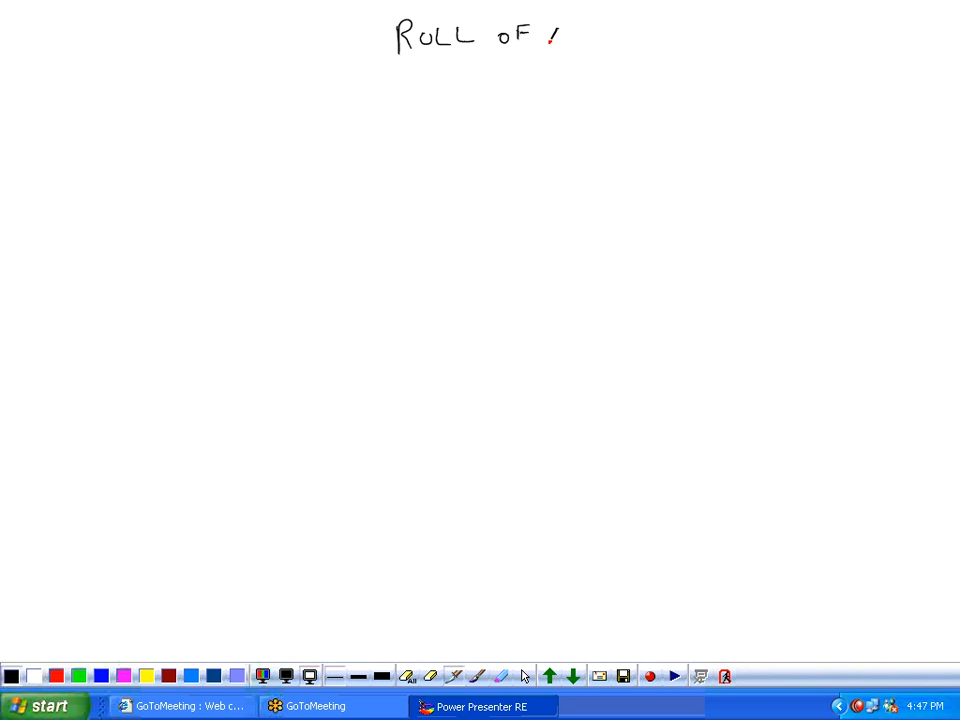 ROLL OF
start
GoToMeeting : Web c...
GoToMeeting
Power Presenter RE
4:47 PM